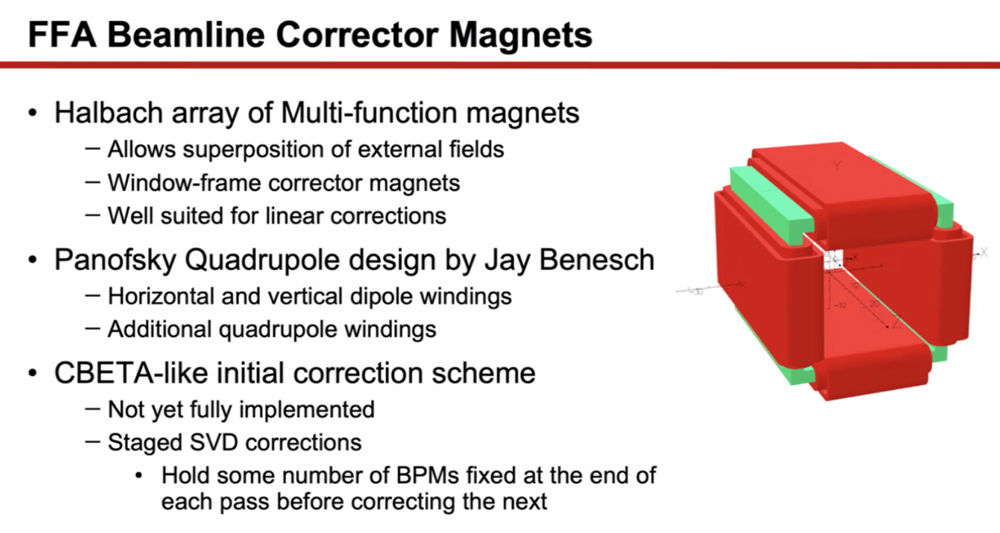 FFA Beamline Corrector Magnets
• Halbach array of Multi-function magnets
– Allows superposition of external fields
– Window-frame corrector magnets
– Well suited for linear corrections
• Panofsky Quadrupole design by Jay Benesch
– Horizontal and vertical dipole windings
– Additional quadrupole windings
• CBETA-like initial correction scheme
– Not yet fully implemented
– Staged SVD corrections
• Hold some number of BPMs fixed at the end of
each pass before correcting the next
Y
X
X
10
-10
20
Z